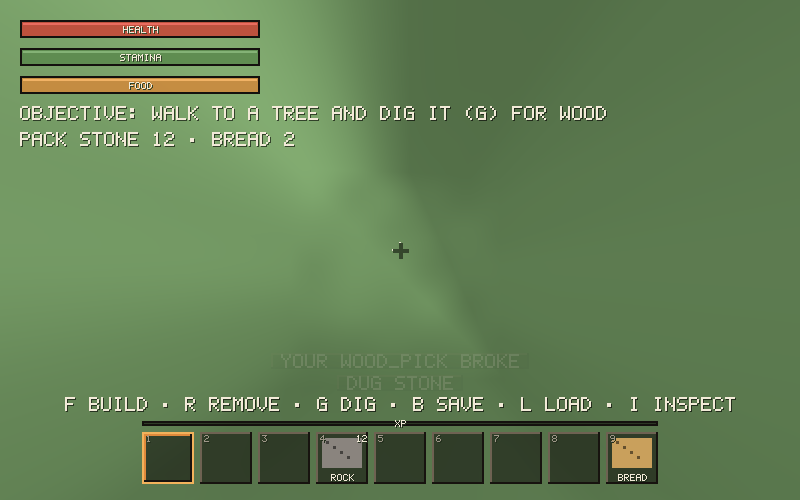 HEALTH
STAMINA
FOOD
OBJECTIVE: WALK TO A TREE AND DIG IT (G) FOR WOOD
PACK STONE 12 · BREAD 2
YOUR WOOD_PICK BROKE
DUG STONE
F BUILD · R REMOVE · G DIG · B SAVE · L LOAD · I INSPECT
XP
1 2 3 4 12 5 6 7 8 9
ROCK BREAD